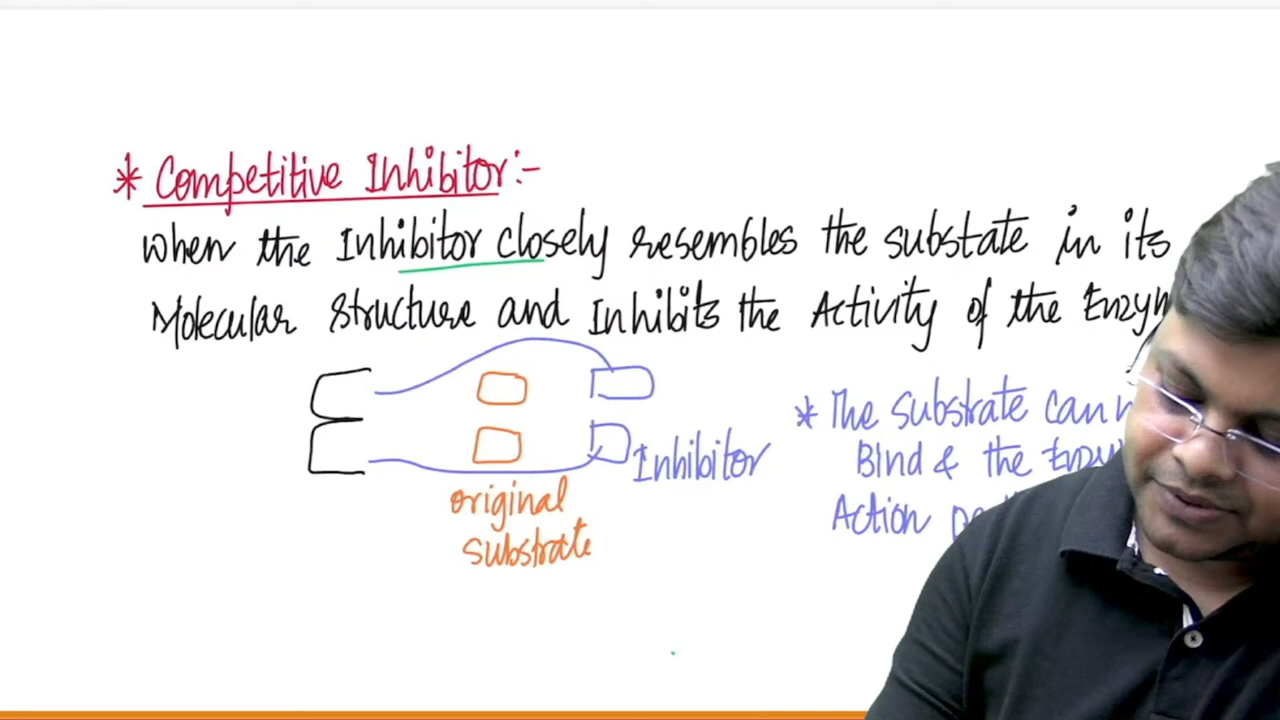 * Competitive Inhibitor:-
When the Inhibitor closely resembles the substate in its
Molecular Structure and Inhibits the Activity of the
* The Substrate
Inhibitor
Bind & the
original
Action
substrate